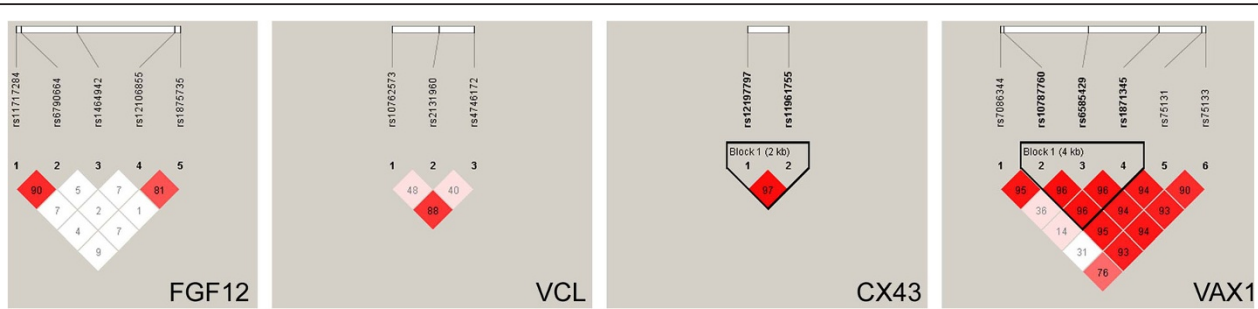 rs11717284 rs6790664 rs1464942 rs12106855 rs1875735
1 2 3 4 5
90 5 7 81
7 2 1
4 7
9
FGF12
rs10762573 rs2131960 rs4746172
1 2 3
48 40
88
VCL
rs12197797 rs11961755
Block 1 (2 kb)
1 2
97
CX43
rs7086344 rs10787760 rs6585429 rs1871345 rs75131 rs75133
Block 1 (4 kb)
1 2 3 4 5 6
95 96 96 94 90
36 96 94 93
14 95 94
31 93
76
VAX1